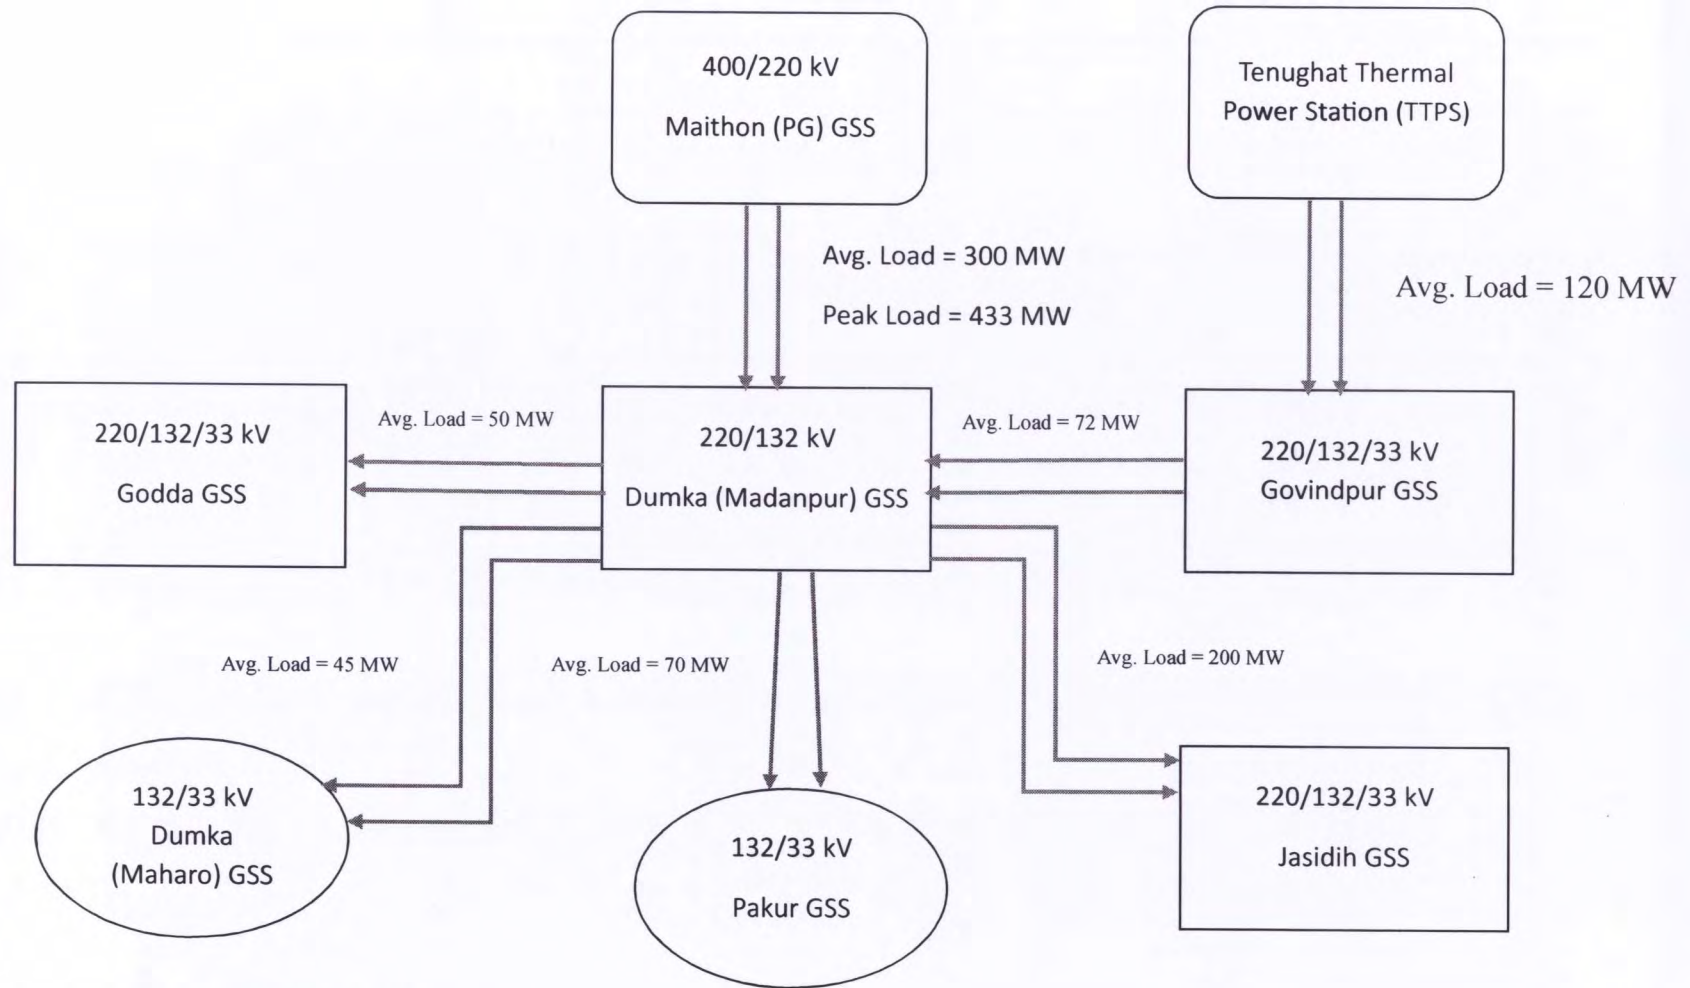 400/220 kV
Maithon (PG) GSS
Tenughat Thermal
Power Station (TTPS)
Avg. Load = 300 MW
Peak Load = 433 MW
Avg. Load = 120 MW
220/132/33 kV
Godda GSS
Avg. Load = 50 MW
220/132 kV
Dumka (Madanpur) GSS
Avg. Load = 72 MW
220/132/33 kV
Govindpur GSS
Avg. Load = 45 MW
Avg. Load = 70 MW
Avg. Load = 200 MW
132/33 kV
Dumka
(Maharo) GSS
132/33 kV
Pakur GSS
220/132/33 kV
Jasidih GSS